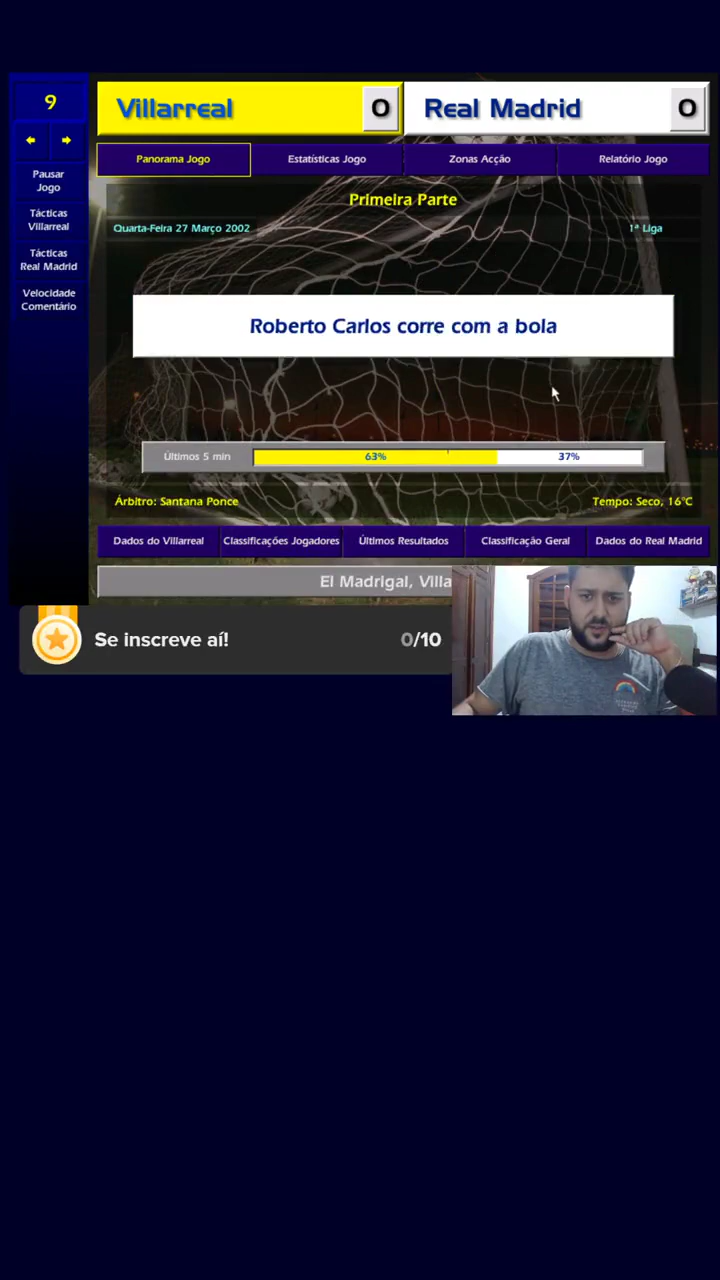 9
Villarreal
0
Real Madrid
0
Pausar
Jogo
Tácticas
Villarreal
Tácticas
Real Madrid
Velocidade
Comentário
Panorama Jogo
Estatísticas Jogo
Zonas Acção
Relatório Jogo
Primeira Parte
Quarta-Feira 27 Março 2002
1ª Liga
Roberto Carlos corre com a bola
Últimos 5 min
63%
37%
Árbitro: Santana Ponce
Tempo: Seco, 16°C
Dados do Villarreal
Classificações Jogadores
Últimos Resultados
Classificação Geral
Dados do Real Madrid
El Madrigal, Villa
Se inscreve aí!
0/10